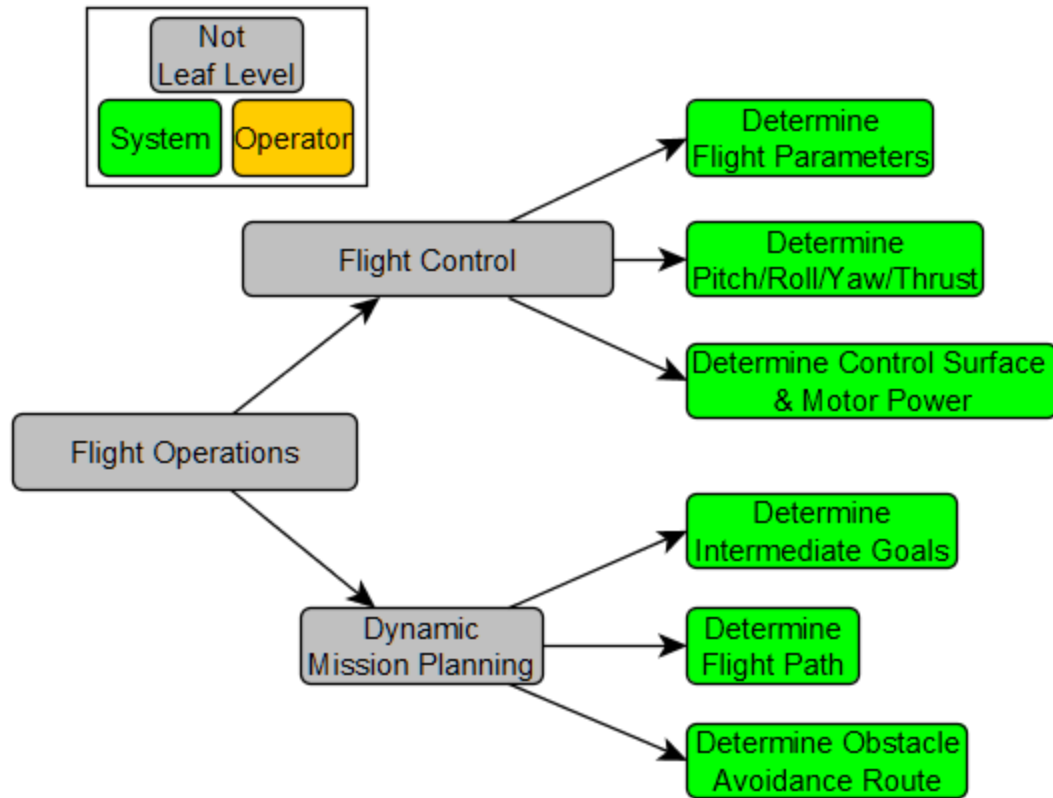 Not
Leaf Level
System
Operator
Determine
Flight Parameters
Flight Control
Determine
Pitch/Roll/Yaw/Thrust
Determine Control Surface
& Motor Power
Flight Operations
Determine
Intermediate Goals
Dynamic
Mission Planning
Determine
Flight Path
Determine Obstacle
Avoidance Route